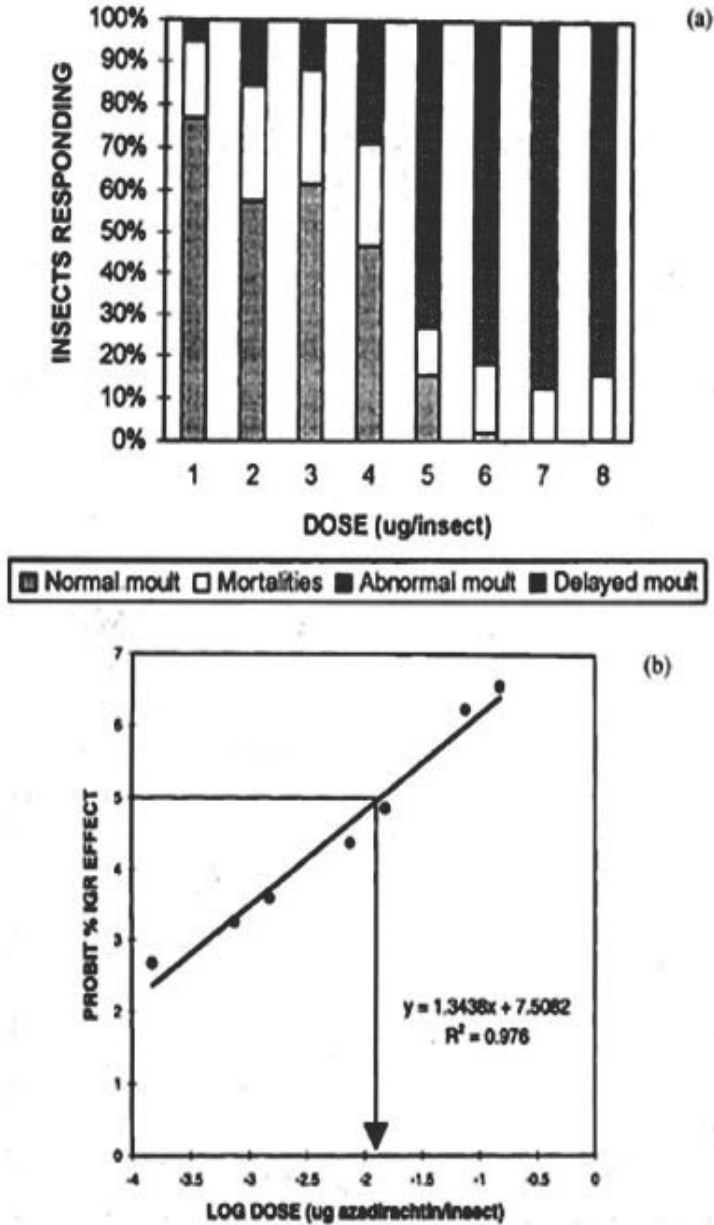 (a)
100%
90%
80%
70%
60%
50%
40%
30%
20%
10%
0%
INSECTS RESPONDING
1 2 3 4 5 6 7 8
DOSE (ug/insect)
Normal moult Mortalities Abnormal moult Delayed moult
(b)
7
6
5
4
3
2
1
0
PROBIT % IGR EFFECT
y = 1.3438x + 7.5082
R² = 0.976
-4 -3.5 -3 -2.5 -2 -1.5 -1 -0.5 0
LOG DOSE (ug azadirachtin/insect)